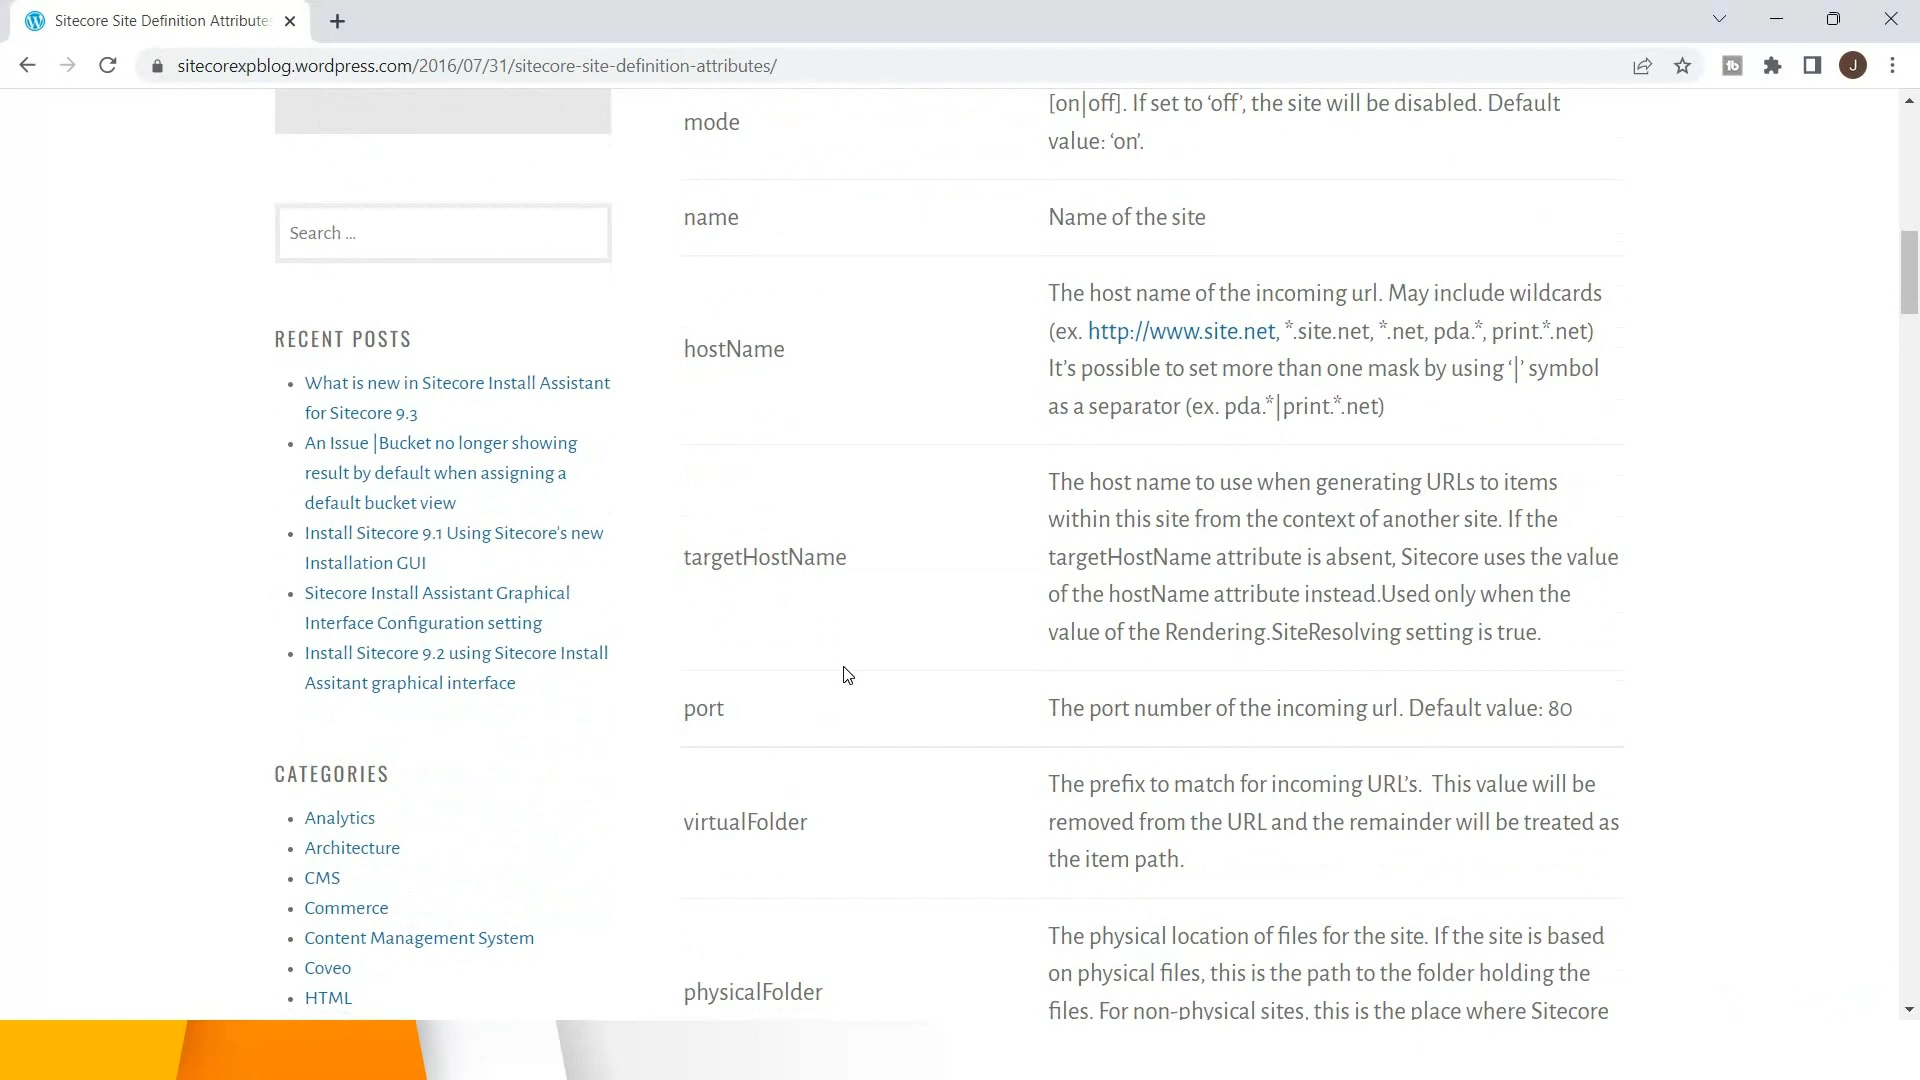 Sitecore Site Definition Attribute
sitecorexpblog.wordpress.com/2016/07/31/sitecore-site-definition-attributes/
J
Search ...
RECENT POSTS
What is new in Sitecore Install Assistant
for Sitecore 9.3
An Issue |Bucket no longer showing
result by default when assigning a
default bucket view
Install Sitecore 9.1 Using Sitecore's new
Installation GUI
Sitecore Install Assistant Graphical
Interface Configuration setting
Install Sitecore 9.2 using Sitecore Install
Assitant graphical interface
CATEGORIES
Analytics
Architecture
CMS
Commerce
Content Management System
Coveo
HTML
mode
[on|off]. If set to ‘off’, the site will be disabled. Default
value: ‘on’.
name
Name of the site
hostName
The host name of the incoming url. May include wildcards
(ex. http://www.site.net, *.site.net, *.net, pda.*, print.*.net)
It’s possible to set more than one mask by using ‘|’ symbol
as a separator (ex. pda.*|print.*.net)
targetHostName
The host name to use when generating URLs to items
within this site from the context of another site. If the
targetHostName attribute is absent, Sitecore uses the value
of the hostName attribute instead.Used only when the
value of the Rendering.SiteResolving setting is true.
port
The port number of the incoming url. Default value: 80
virtualFolder
The prefix to match for incoming URL’s. This value will be
removed from the URL and the remainder will be treated as
the item path.
physicalFolder
The physical location of files for the site. If the site is based
on physical files, this is the path to the folder holding the
files. For non-physical sites, this is the place where Sitecore